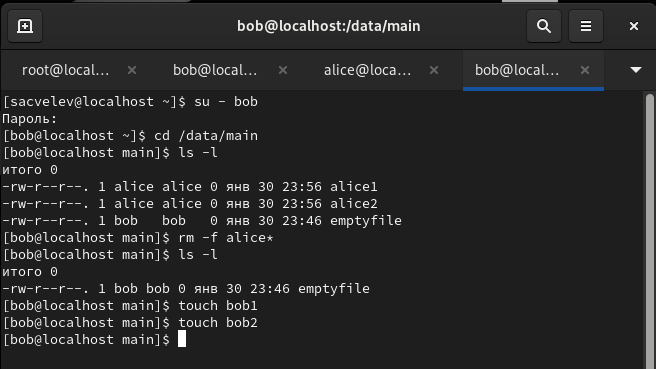 bob@localhost:/data/main
root@local... bob@local... alice@loca... bob@local...
[sacvelev@localhost ~]$ su - bob
Пароль:
[bob@localhost ~]$ cd /data/main
[bob@localhost main]$ ls -l
итого 0
-rw-r--r--. 1 alice alice 0 янв 30 23:56 alice1
-rw-r--r--. 1 alice alice 0 янв 30 23:56 alice2
-rw-r--r--. 1 bob   bob   0 янв 30 23:46 emptyfile
[bob@localhost main]$ rm -f alice*
[bob@localhost main]$ ls -l
итого 0
-rw-r--r--. 1 bob bob 0 янв 30 23:46 emptyfile
[bob@localhost main]$ touch bob1
[bob@localhost main]$ touch bob2
[bob@localhost main]$